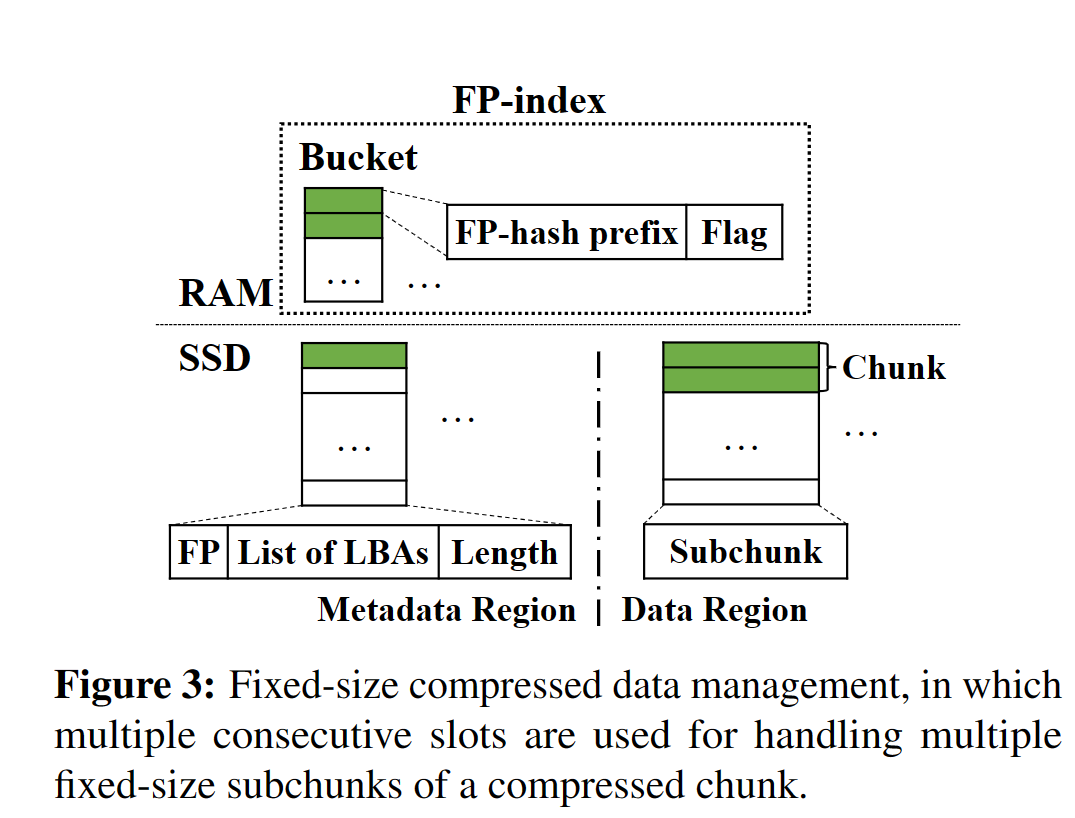 FP-index
Bucket
FP-hash prefix Flag
...
...
RAM
SSD
Chunk
...
...
...
...
FP List of LBAs Length
Subchunk
Metadata Region
Data Region
Figure 3: Fixed-size compressed data management, in which
multiple consecutive slots are used for handling multiple
fixed-size subchunks of a compressed chunk.